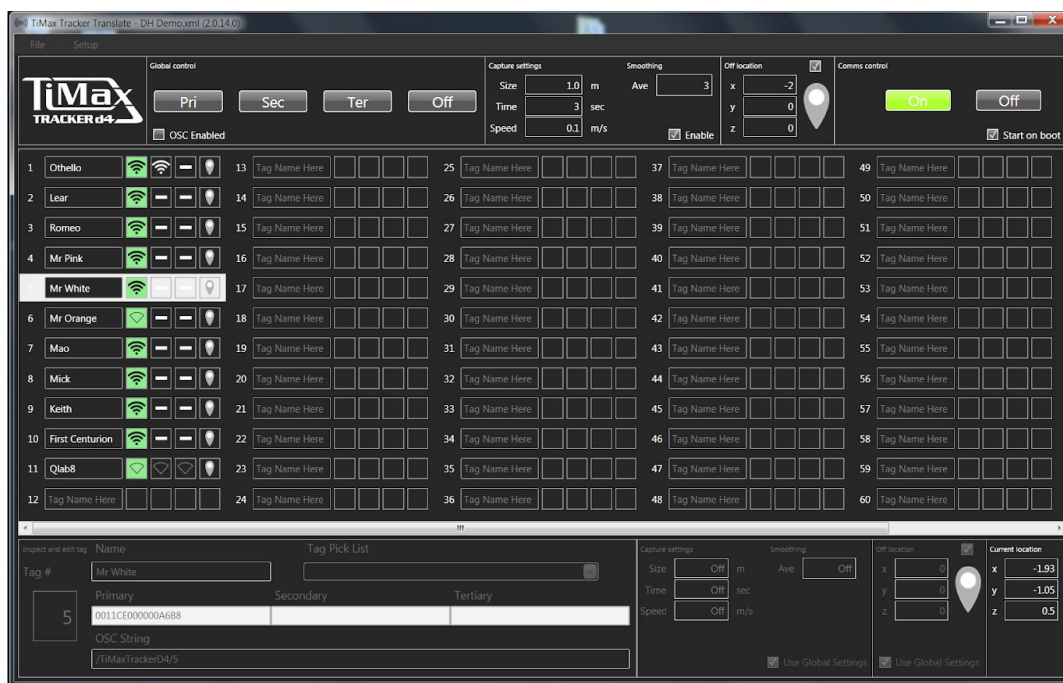 TiMax Tracker Translate - DH Demo.xml (2.0.14.0)
File Setup
TiMax
TRACKER d4
Global control
Pri Sec Ter Off
OSC Enabled
Capture settings
Size 1.0 m
Time 3 sec
Speed 0.1 m/s
Smoothing
Ave 3
Enable
Off location
x -2
y 0
z 0
Comms control
On Off
Start on boot
1 Othello 13 Tag Name Here 25 Tag Name Here 37 Tag Name Here 49 Tag Name Here
2 Lear 14 Tag Name Here 26 Tag Name Here 38 Tag Name Here 50 Tag Name Here
3 Romeo 15 Tag Name Here 27 Tag Name Here 39 Tag Name Here 51 Tag Name Here
4 Mr Pink 16 Tag Name Here 28 Tag Name Here 40 Tag Name Here 52 Tag Name Here
Mr White 17 Tag Name Here 29 Tag Name Here 41 Tag Name Here 53 Tag Name Here
6 Mr Orange 18 Tag Name Here 30 Tag Name Here 42 Tag Name Here 54 Tag Name Here
7 Mao 19 Tag Name Here 31 Tag Name Here 43 Tag Name Here 55 Tag Name Here
8 Mick 20 Tag Name Here 32 Tag Name Here 44 Tag Name Here 56 Tag Name Here
9 Keith 21 Tag Name Here 33 Tag Name Here 45 Tag Name Here 57 Tag Name Here
10 First Centurion 22 Tag Name Here 34 Tag Name Here 46 Tag Name Here 58 Tag Name Here
11 Qlab8 23 Tag Name Here 35 Tag Name Here 47 Tag Name Here 59 Tag Name Here
12 Tag Name Here 24 Tag Name Here 36 Tag Name Here 48 Tag Name Here 60 Tag Name Here
Inspect and edit tag Name Tag Pick List
Tag # Mr White
Primary Secondary Tertiary
5 0011CE000000A6B8
OSC String
/TiMaxTrackerD4/5
Capture settings
Size Off m
Time Off sec
Speed Off m/s
Smoothing
Ave Off
Use Global Settings
Off location
x 0
y 0
z 0
Use Global Settings
Current location
x -1.93
y -1.05
z 0.5